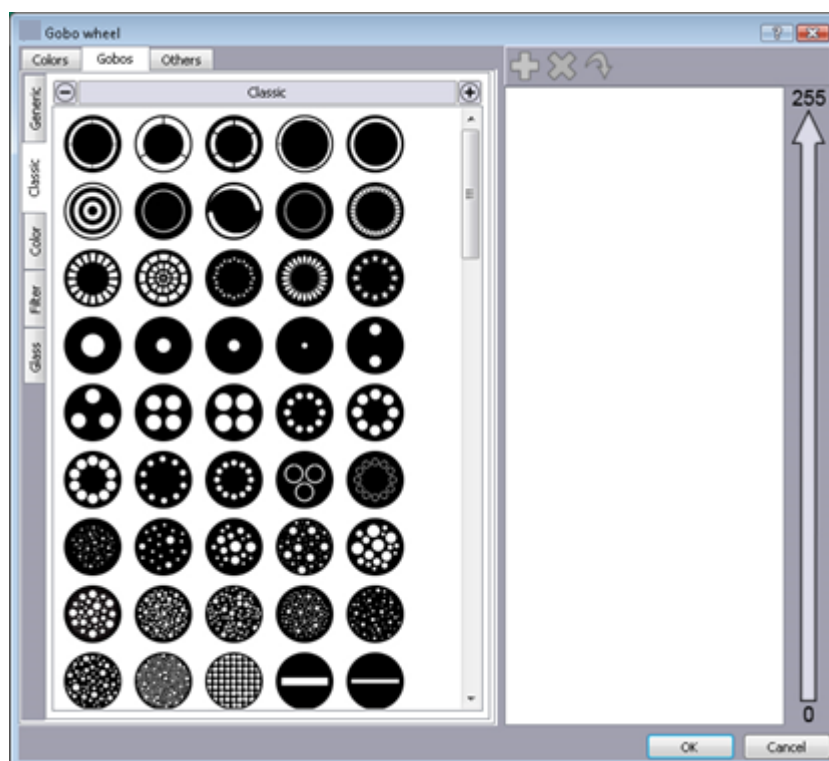 Gobo wheel
Colors Gobos Others
Generic
Classic
Color
Filter
Glass
Classic
255
0
OK Cancel